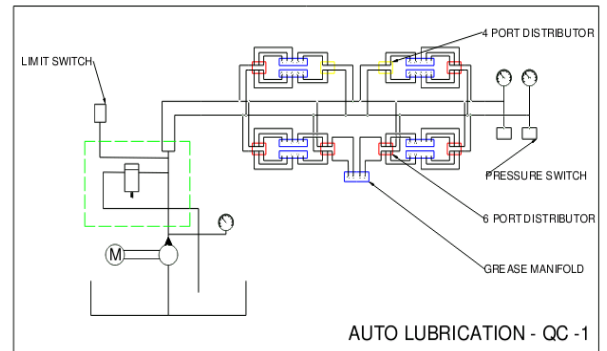 4 PORT DISTRIBUTOR
LIMIT SWITCH
PRESSURE SWITCH
6 PORT DISTRIBUTOR
GREASE MANIFOLD
M
AUTO LUBRICATION - QC -1